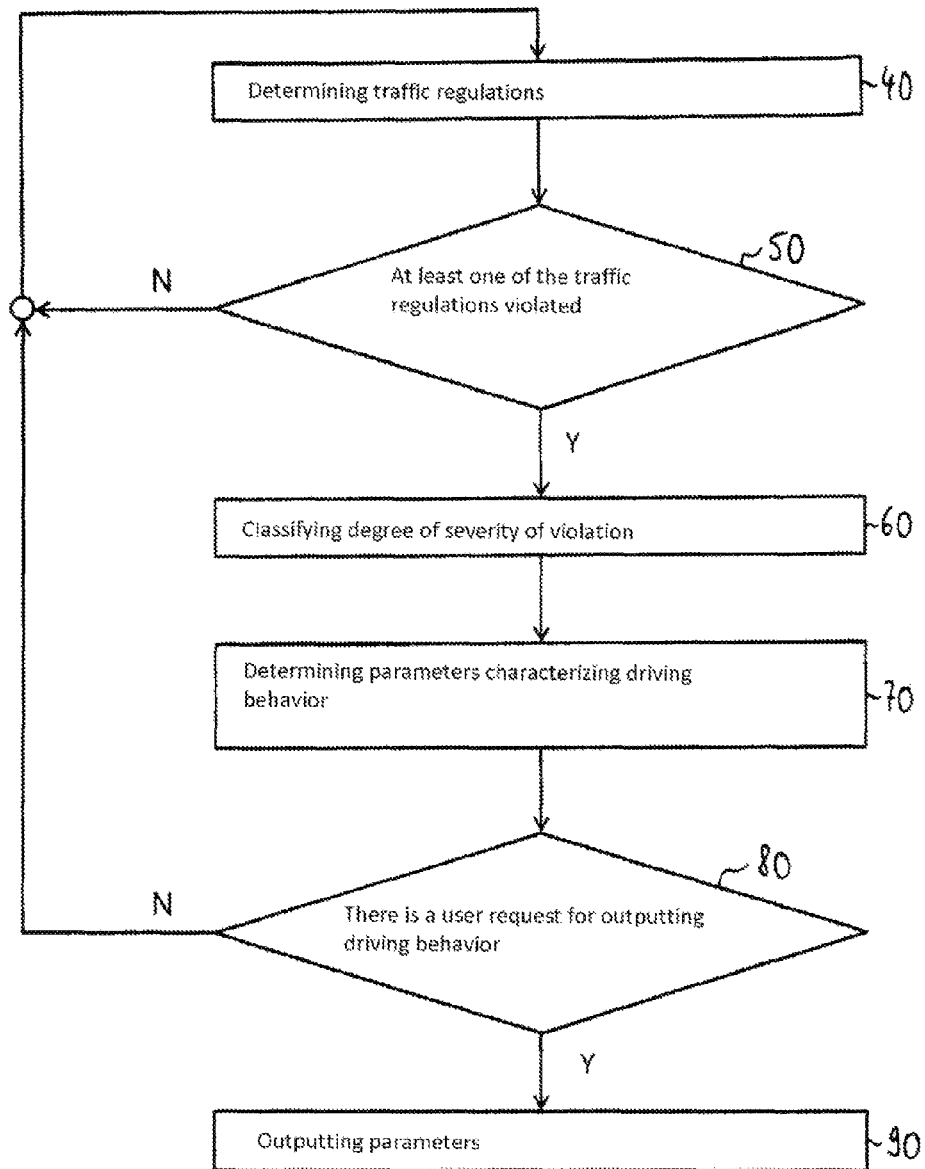 Determining traffic regulations
40
50
At least one of the traffic
regulations violated
N
Y
Classifying degree of severity of violation
60
Determining parameters characterizing driving
behavior
70
80
There is a user request for outputting
driving behavior
N
Y
Outputting parameters
90